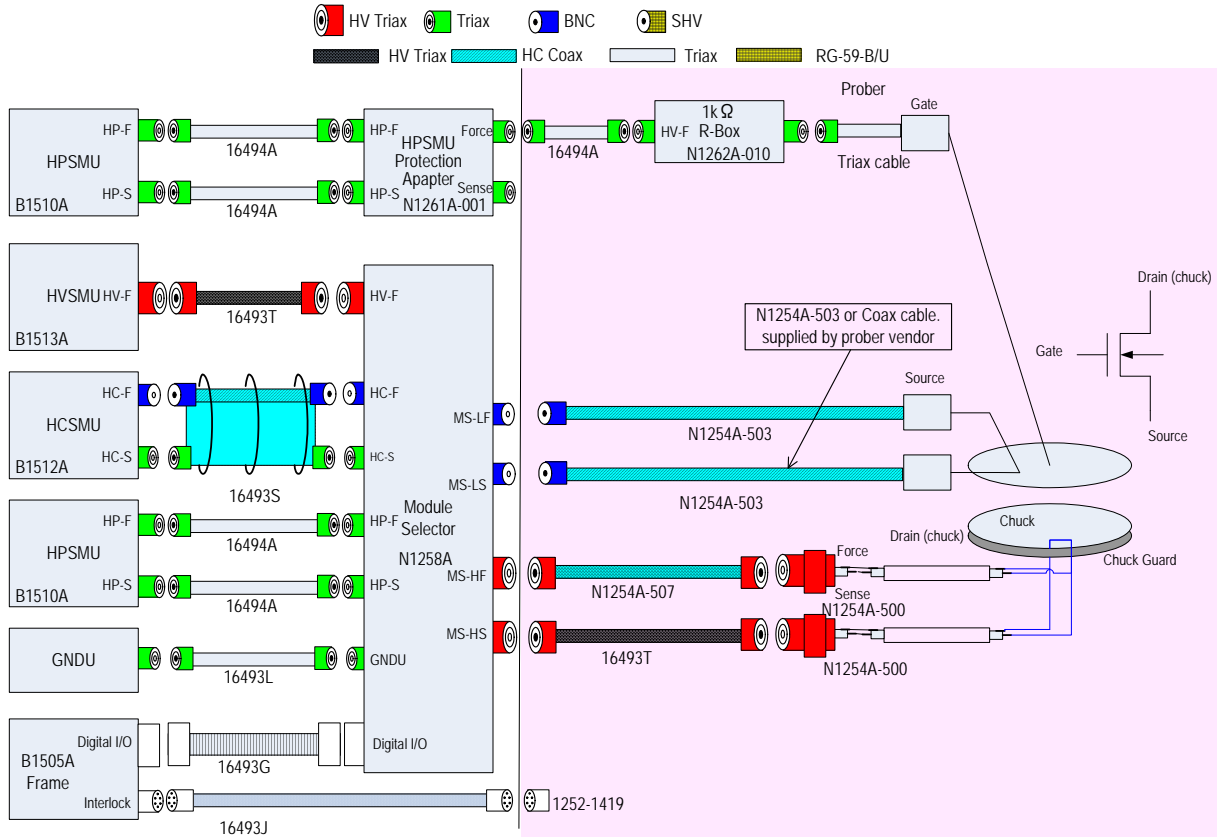 HV Triax
Triax
BNC
SHV
HV Triax
HC Coax
Triax
RG-59-B/U
HPSMU
HP-F
HP-S
B1510A
16494A
16494A
HP-F
HPSMU
Protection
Apapter
HP-S
N1261A-001
Force
Sense
16494A
1k Ω
HV-F
R-Box
N1262A-010
Prober
Gate
Triax cable
HVSMU
HV-F
B1513A
16493T
HV-F
HC-F
HCSMU
HC-S
B1512A
16493S
HC-F
HC-S
MS-LF
MS-LS
Module
Selector
N1258A
MS-HF
MS-HS
N1254A-503 or Coax cable.
supplied by prober vendor
Source
N1254A-503
N1254A-503
Drain (chuck)
Gate
Source
HP-F
HPSMU
HP-S
B1510A
16494A
16494A
HP-F
HP-S
Chuck
Drain (chuck)
Chuck Guard
N1254A-507
Force
Sense
N1254A-500
16493T
N1254A-500
GNDU
16493L
GNDU
Digital I/O
B1505A
Frame
Interlock
16493G
Digital I/O
16493J
1252-1419